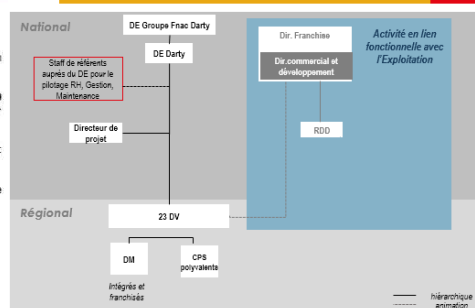 National
DE Groupe Fnac Darty
DE Darty
Staff de référents
auprès du DE pour le
pilotage RH, Gestion,
Maintenance
Directeur de
projet
Dir. Franchise
Dir.commercial et
développement
RDD
Activité en lien
fonctionnelle avec
l'Exploitation
Régional
23 DV
DM
CPS
polyvalents
Intégrés et
franchisés
hiérarchique
animation